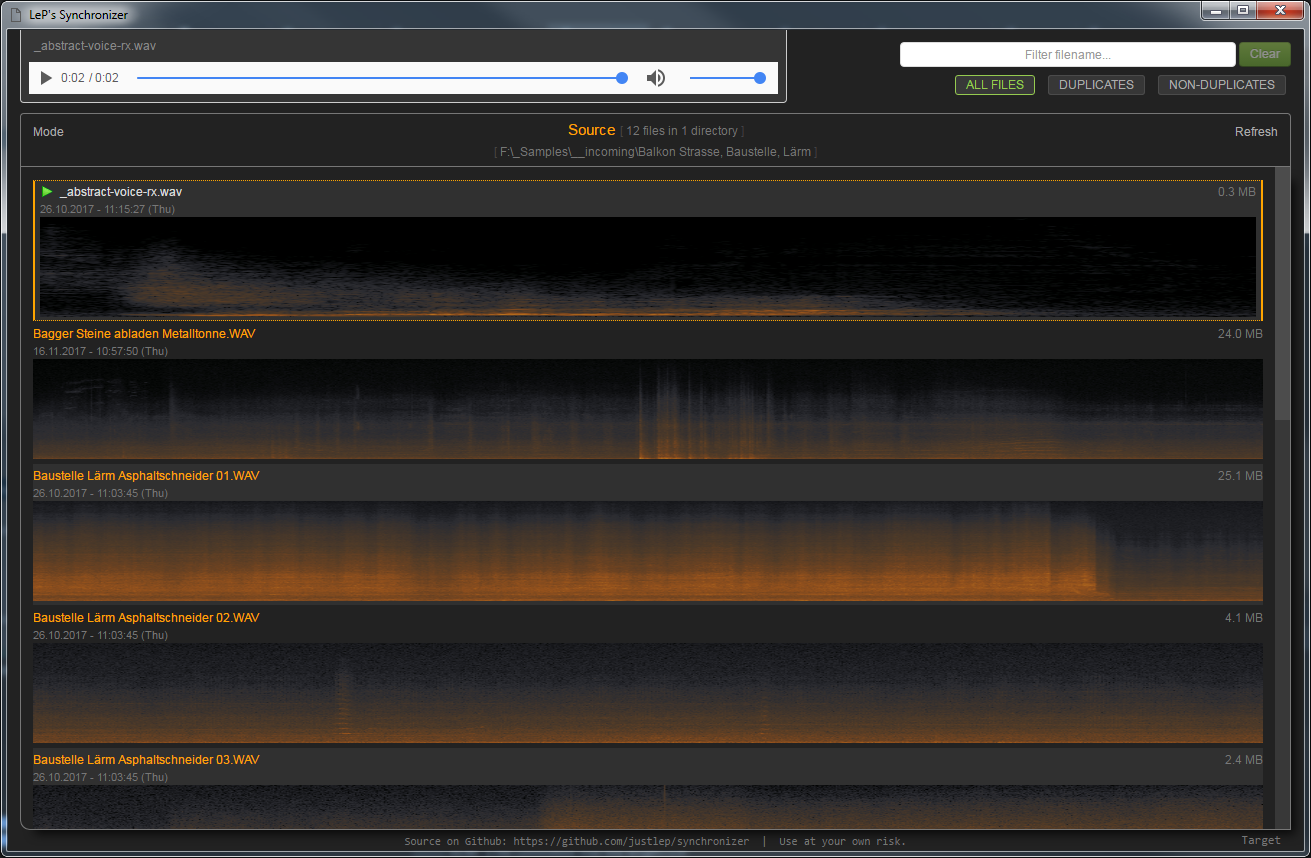 LeP's Synchronizer
_abstract-voice-rx.wav
0:02 / 0:02
Filter filename...
Clear
ALL FILES
DUPLICATES
NON-DUPLICATES
Mode
Source [ 12 files in 1 directory ]
Refresh
[ F:\_Samples\__incoming\Balkon Strasse, Baustelle, Lärm ]
_abstract-voice-rx.wav
0.3 MB
26.10.2017 - 11:15:27 (Thu)
Bagger Steine abladen Metalltonne.WAV
24.0 MB
16.11.2017 - 10:57:50 (Thu)
Baustelle Lärm Asphaltschneider 01.WAV
25.1 MB
26.10.2017 - 11:03:45 (Thu)
Baustelle Lärm Asphaltschneider 02.WAV
4.1 MB
26.10.2017 - 11:03:45 (Thu)
Baustelle Lärm Asphaltschneider 03.WAV
2.4 MB
26.10.2017 - 11:03:45 (Thu)
Source on Github: https://github.com/justlep/synchronizer | Use at your own risk.
Target